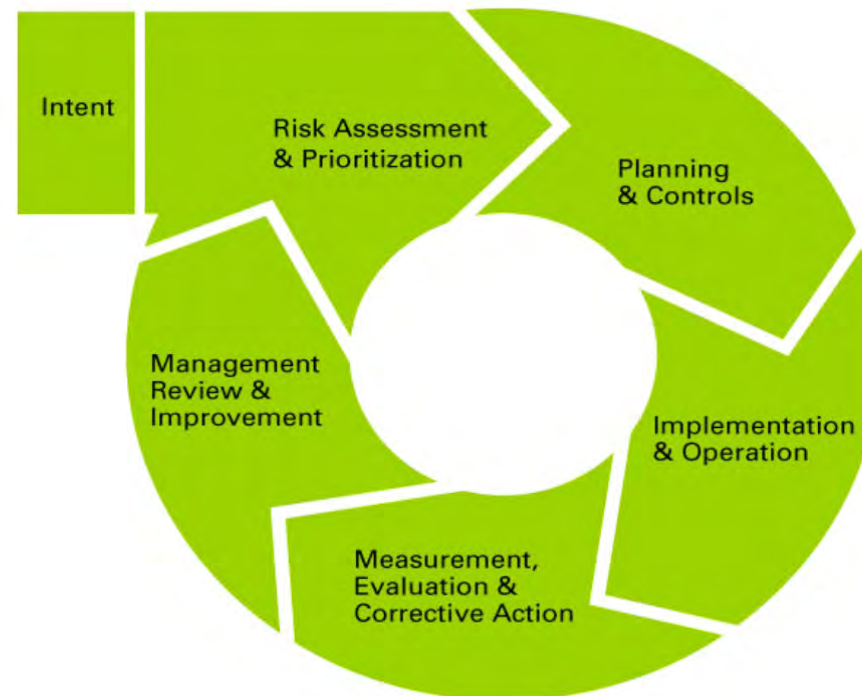 Intent
Risk Assessment
& Prioritization
Planning
& Controls
Implementation
& Operation
Measurement,
Evaluation &
Corrective Action
Management
Review &
Improvement